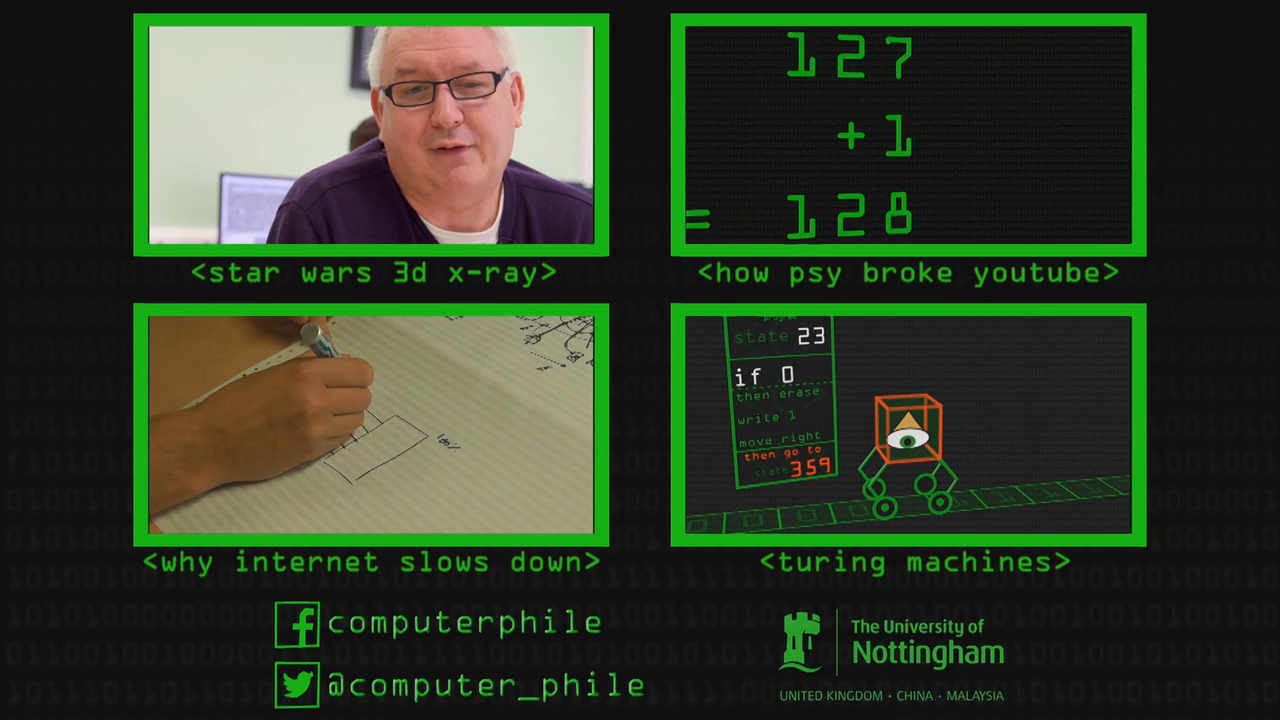 127
+1
= 128
<star wars 3d x-ray>
<how psy broke youtube>
program
state 23
if 0
then erase
write 1
move right
then go to
state 359
<why internet slows down>
<turing machines>
computerphile
@computer_phile
The University of
Nottingham
UNITED KINGDOM · CHINA · MALAYSIA